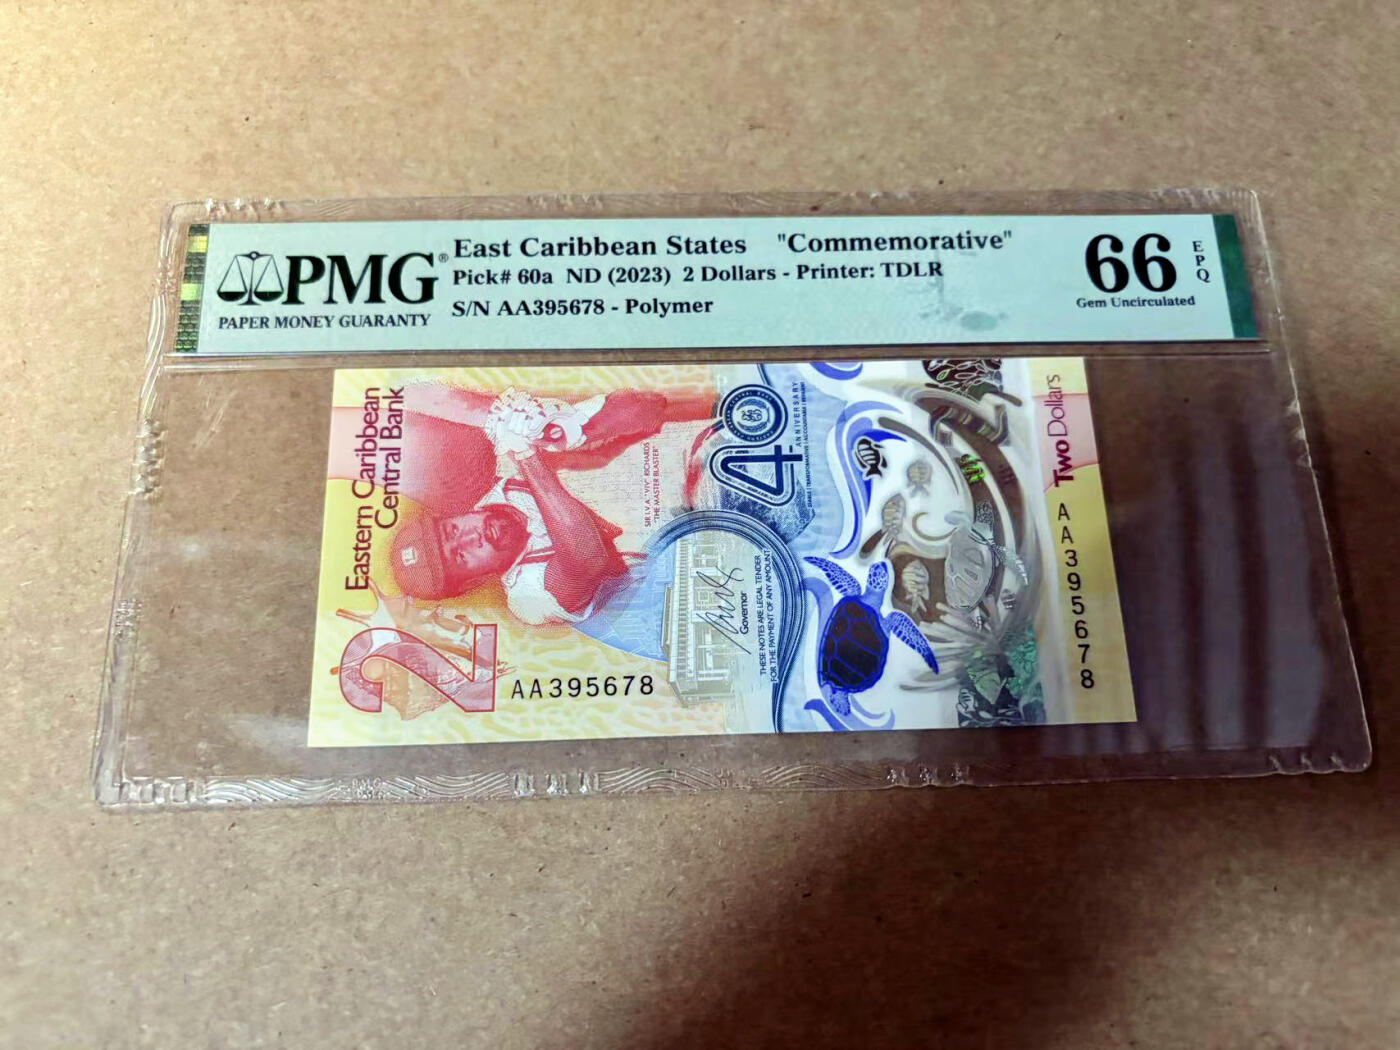 PMG®
PAPER MONEY GUARANTY
East Caribbean States "Commemorative"
Pick# 60a ND (2023) 2 Dollars - Printer: TDLR
S/N AA395678 - Polymer
66
EPQ
Gem Uncirculated
Eastern Caribbean
Central Bank
2
AA395678
SIR I.V.A. "VIV" RICHARDS
"THE MASTER BLASTER"
40
ANNIVERSARY
Governor
THESE NOTES ARE LEGAL TENDER
FOR THE PAYMENT OF ANY AMOUNT
Two Dollars
AA395678
PMG